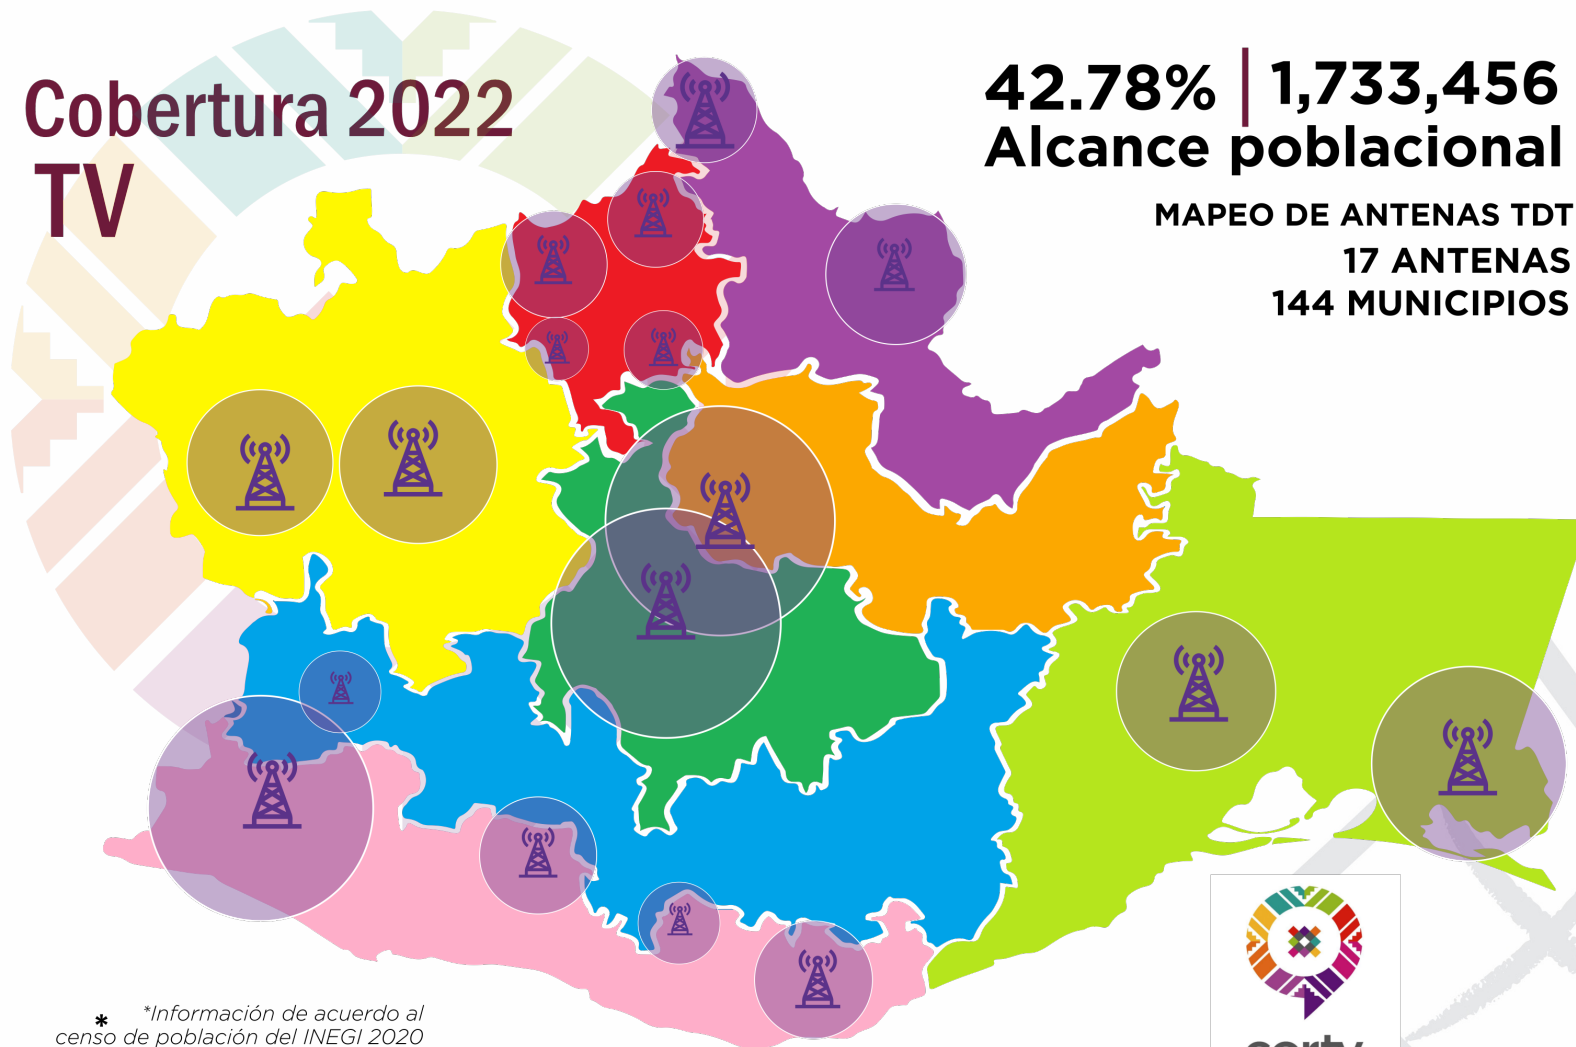 Cobertura 2022
TV
42.78% | 1,733,456
Alcance poblacional
MAPEO DE ANTENAS TDT
17 ANTENAS
144 MUNICIPIOS
* *Información de acuerdo al
censo de población del INEGI 2020
cortv